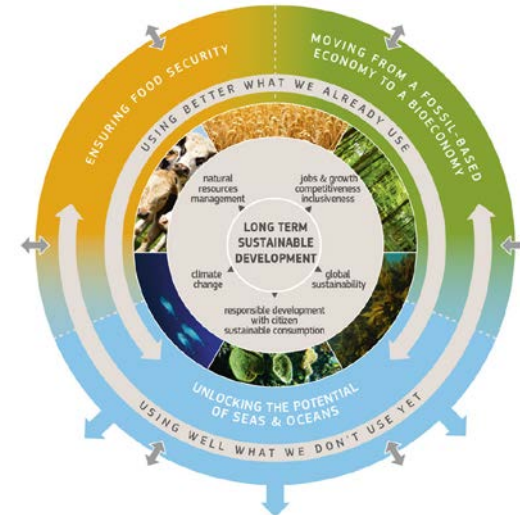 ENSURING FOOD SECURITY
MOVING FROM A FOSSIL-BASED
ECONOMY TO A BIOECONOMY
USING BETTER WHAT WE ALREADY USE
natural
resources
management
jobs & growth
competitiveness
inclusiveness
LONG TERM
SUSTAINABLE
DEVELOPMENT
climate
change
global
sustainability
responsible development
with citizen
sustainable consumption
UNLOCKING THE POTENTIAL
OF SEAS & OCEANS
USING WELL WHAT WE DON'T USE YET